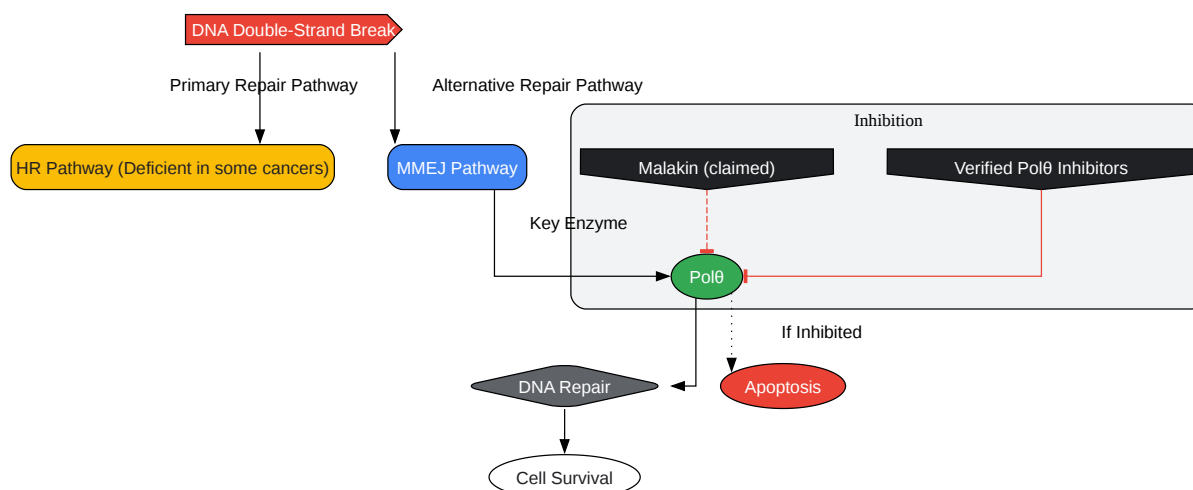 DNA Double-Strand Break
Primary Repair Pathway
Alternative Repair Pathway
Inhibition
HR Pathway (Deficient in some cancers)
MMEJ Pathway
Malakin (claimed)
Verified Polθ Inhibitors
Key Enzyme
Polθ
If Inhibited
DNA Repair
Apoptosis
Cell Survival